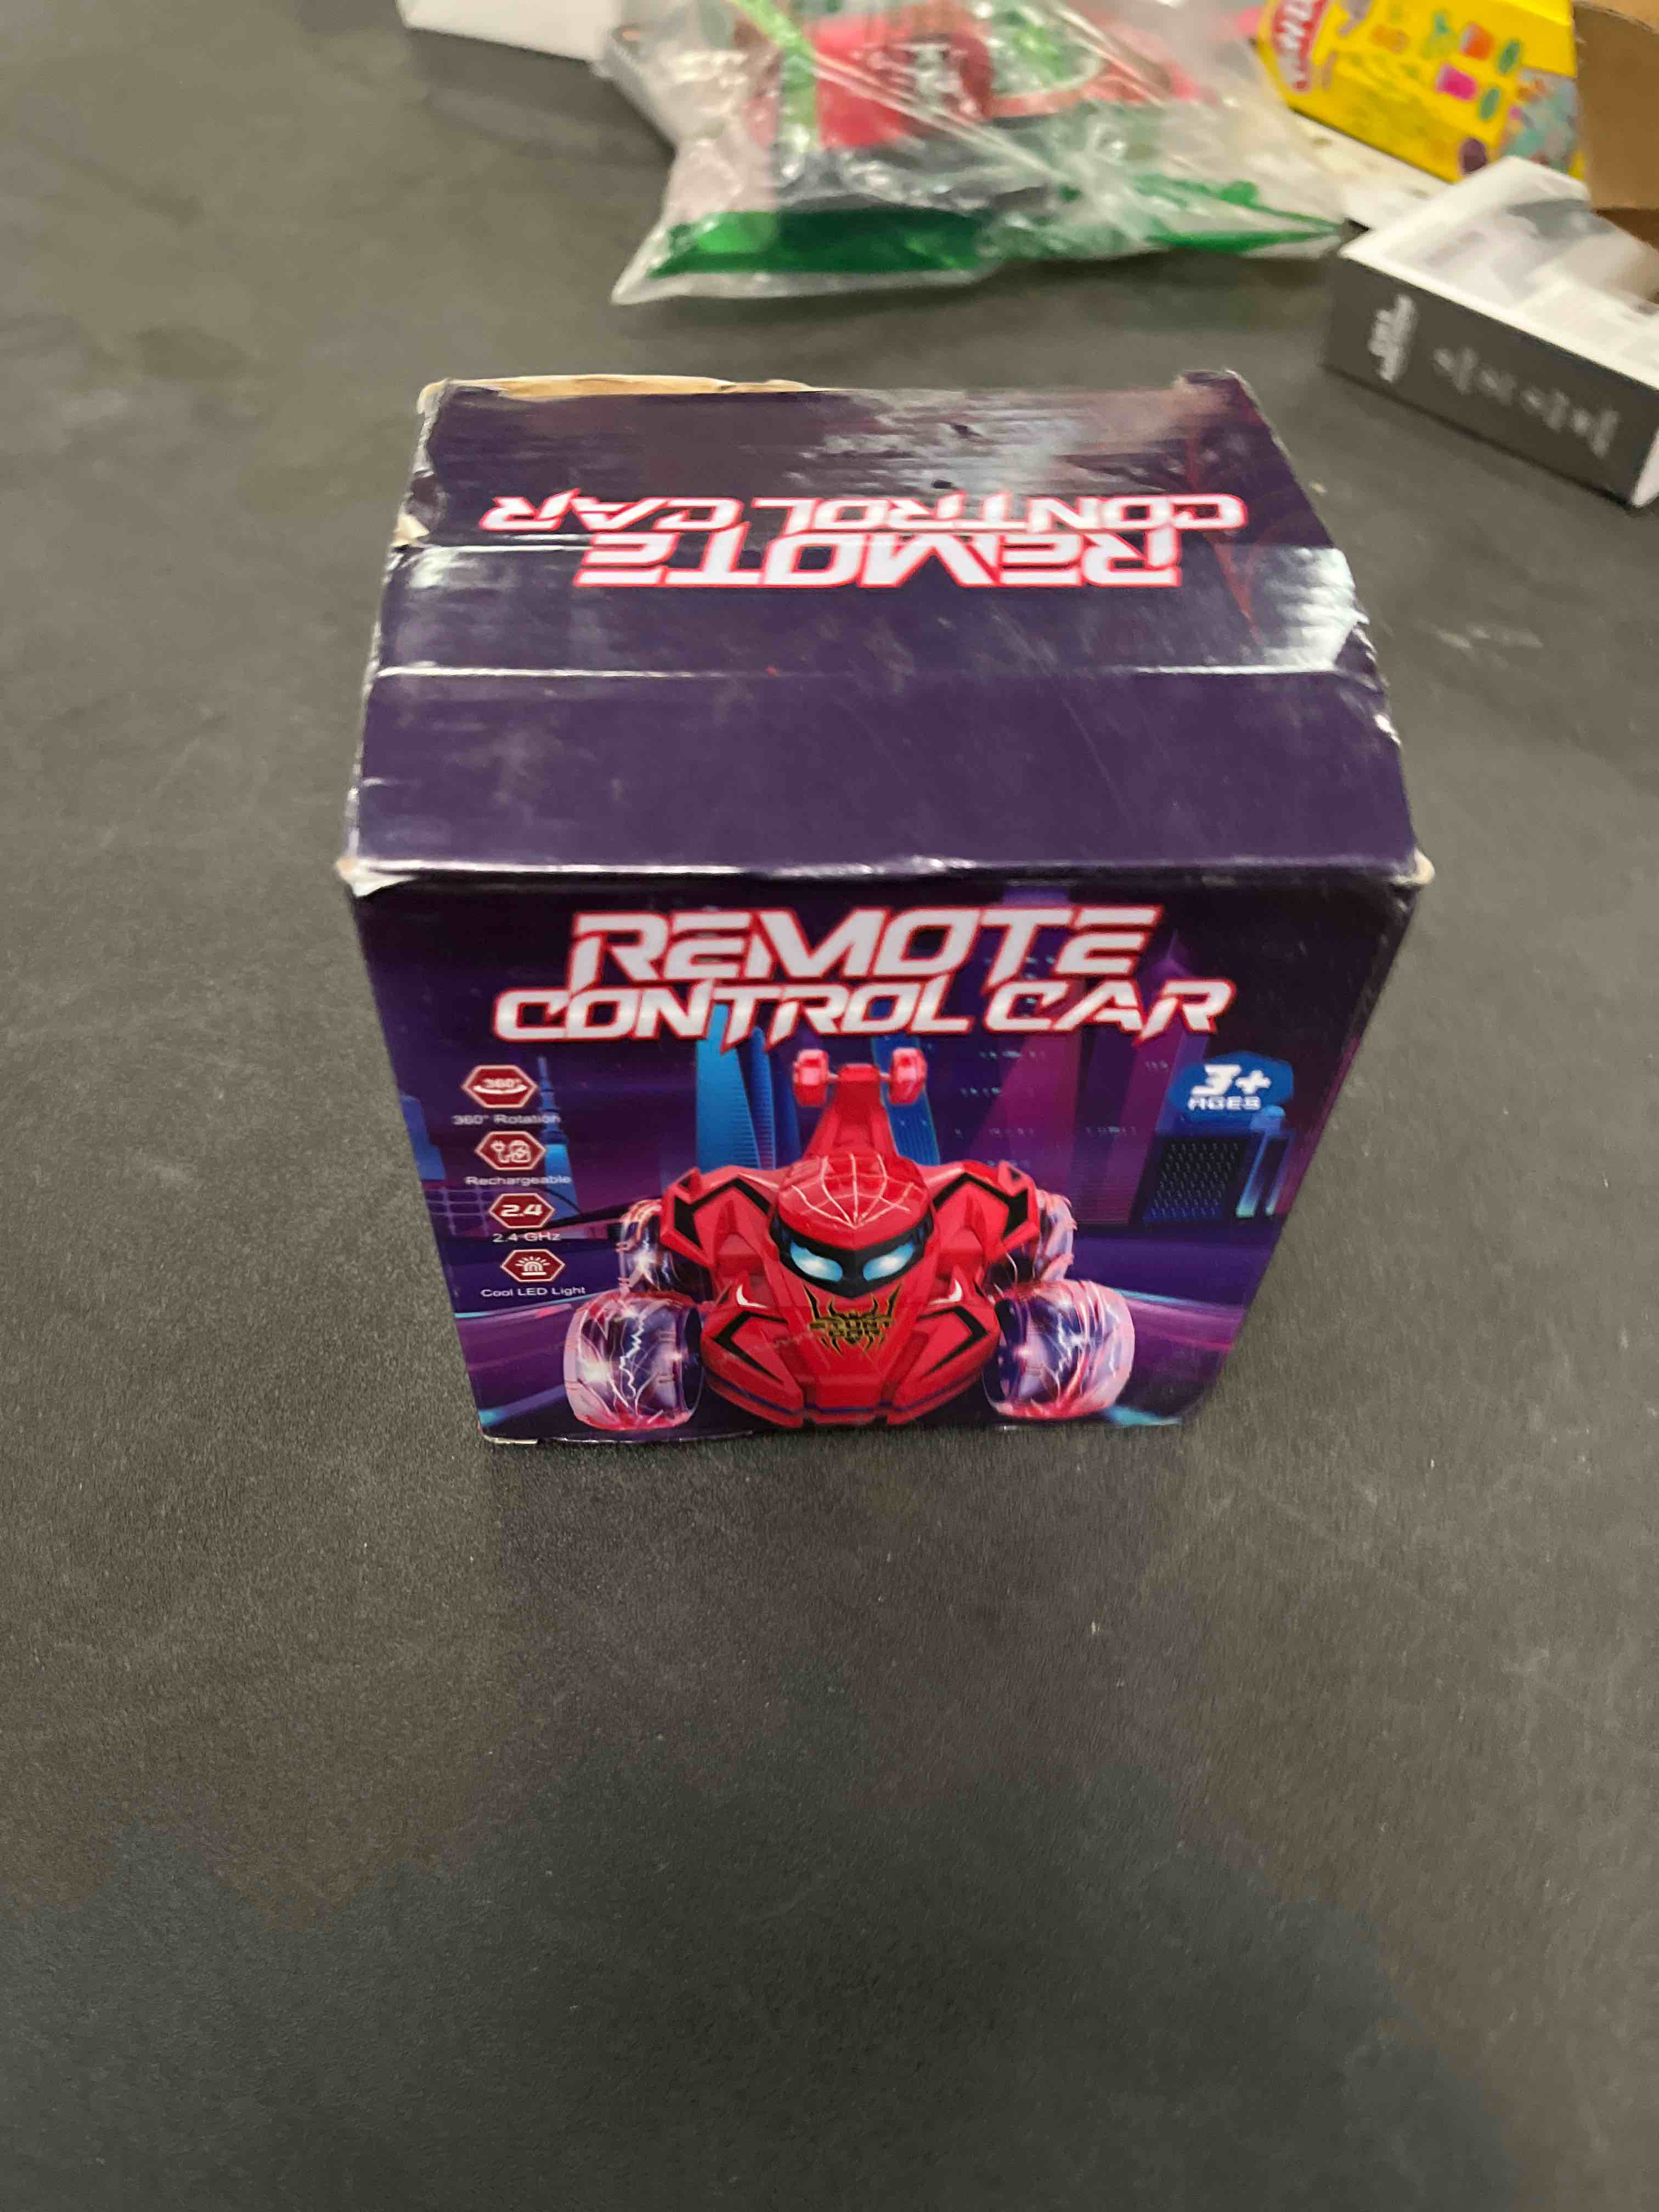 REMOTE
CONTROL CAR
REMOTE
CONTROL CAR
360°
360° Rotation
Rechargeable
2.4
2.4 GHz
Cool LED Light
3+
AGES
STUNT